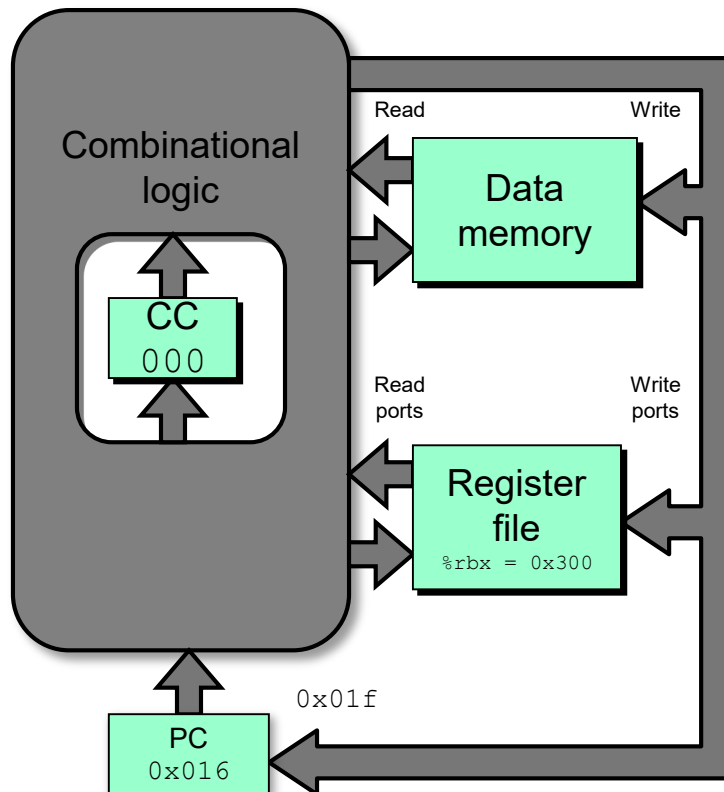 Read
Write
Combinational
logic
Data
memory
CC
000
Read
ports
Write
ports
Register
file
%rbx = 0x300
0x01f
PC
0x016